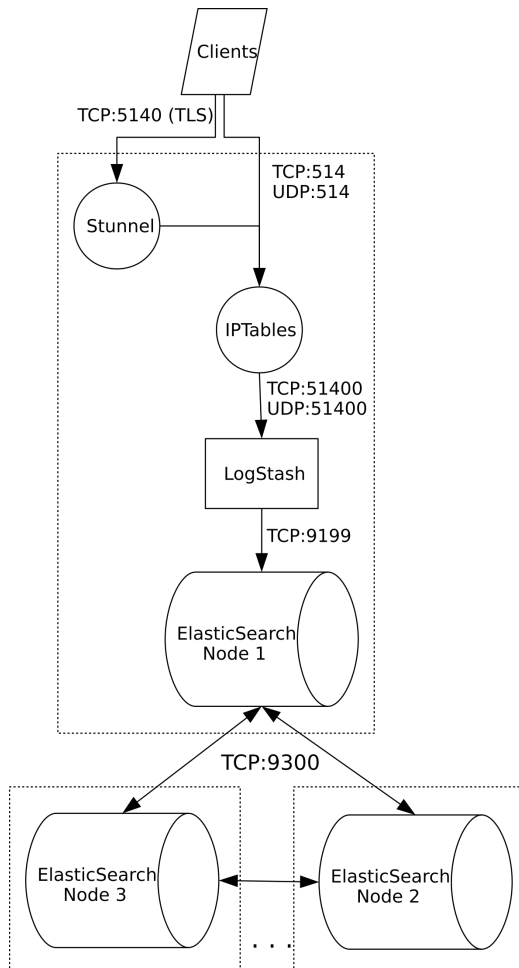 Clients
TCP:5140 (TLS)
TCP:514
UDP:514
Stunnel
IPTables
TCP:51400
UDP:51400
LogStash
TCP:9199
ElasticSearch
Node 1
TCP:9300
ElasticSearch
Node 3
ElasticSearch
Node 2
. . .